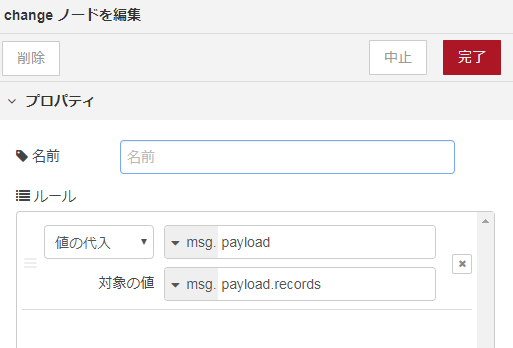 change ノードを編集
削除 中止 完了
プロパティ
名前 名前
ルール
値の代入 msg. payload
対象の値 msg. payload.records